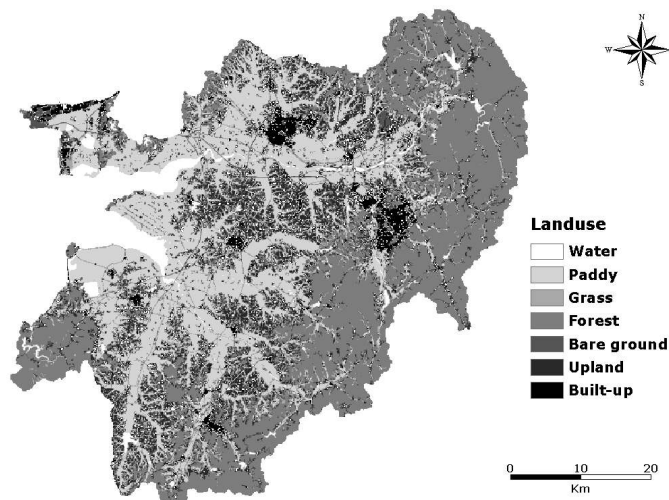 N
W
E
S
Landuse
Water
Paddy
Grass
Forest
Bare ground
Upland
Built-up
0 10 20
Km